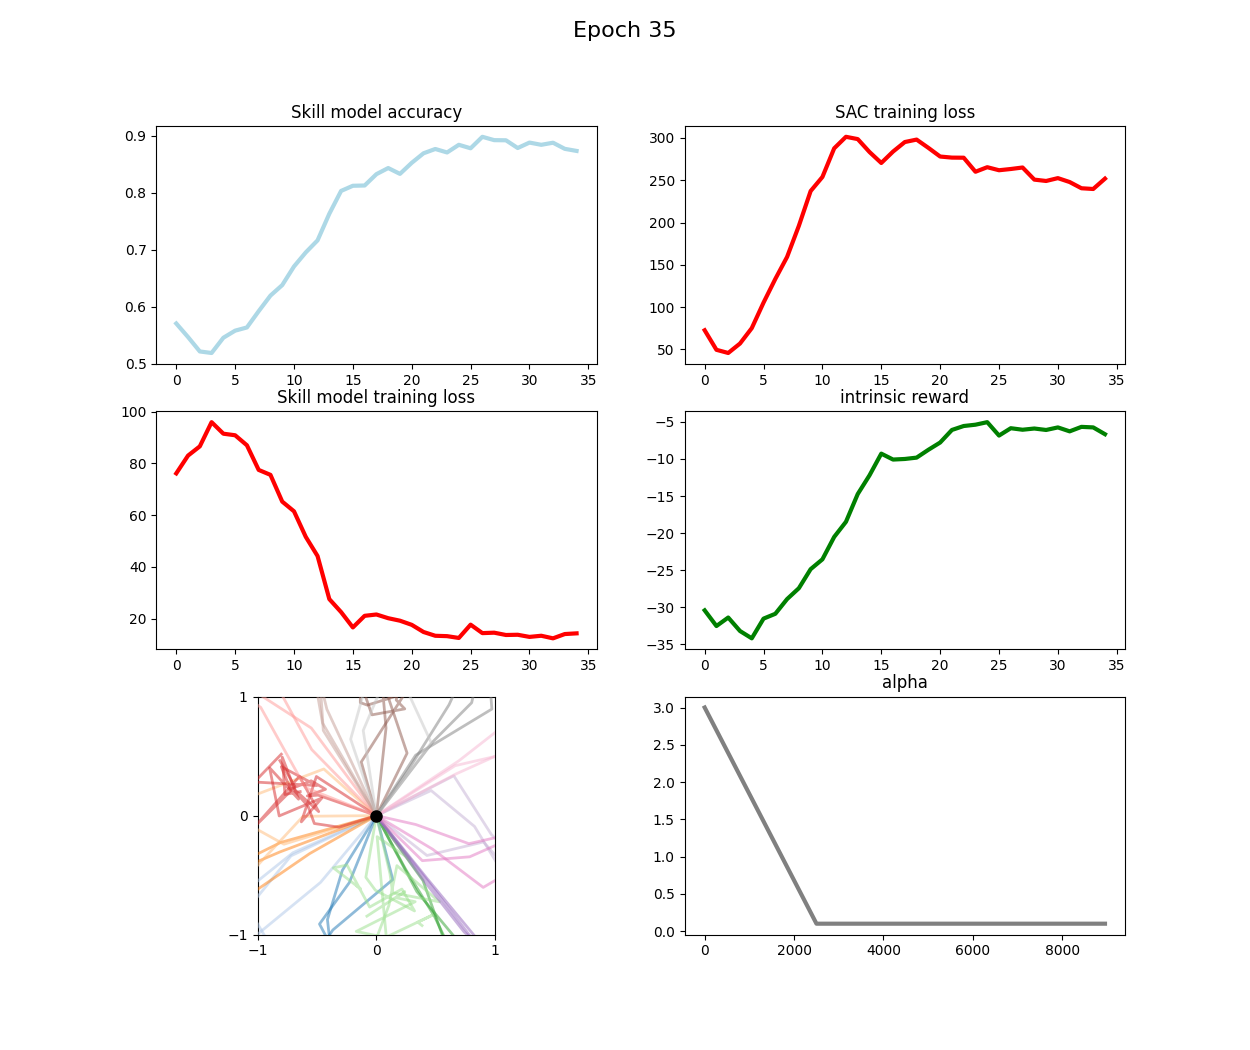 Epoch 35
Skill model accuracy
0.9
0.8
0.7
0.6
0.5
0 5 10 15 20 25 30 35
SAC training loss
300
250
200
150
100
50
0 5 10 15 20 25 30 35
Skill model training loss
100
80
60
40
20
0 5 10 15 20 25 30 35
intrinsic reward
−5
−10
−15
−20
−25
−30
−35
0 5 10 15 20 25 30 35
1
0
−1
−1 0 1
alpha
3.0
2.5
2.0
1.5
1.0
0.5
0.0
0 2000 4000 6000 8000